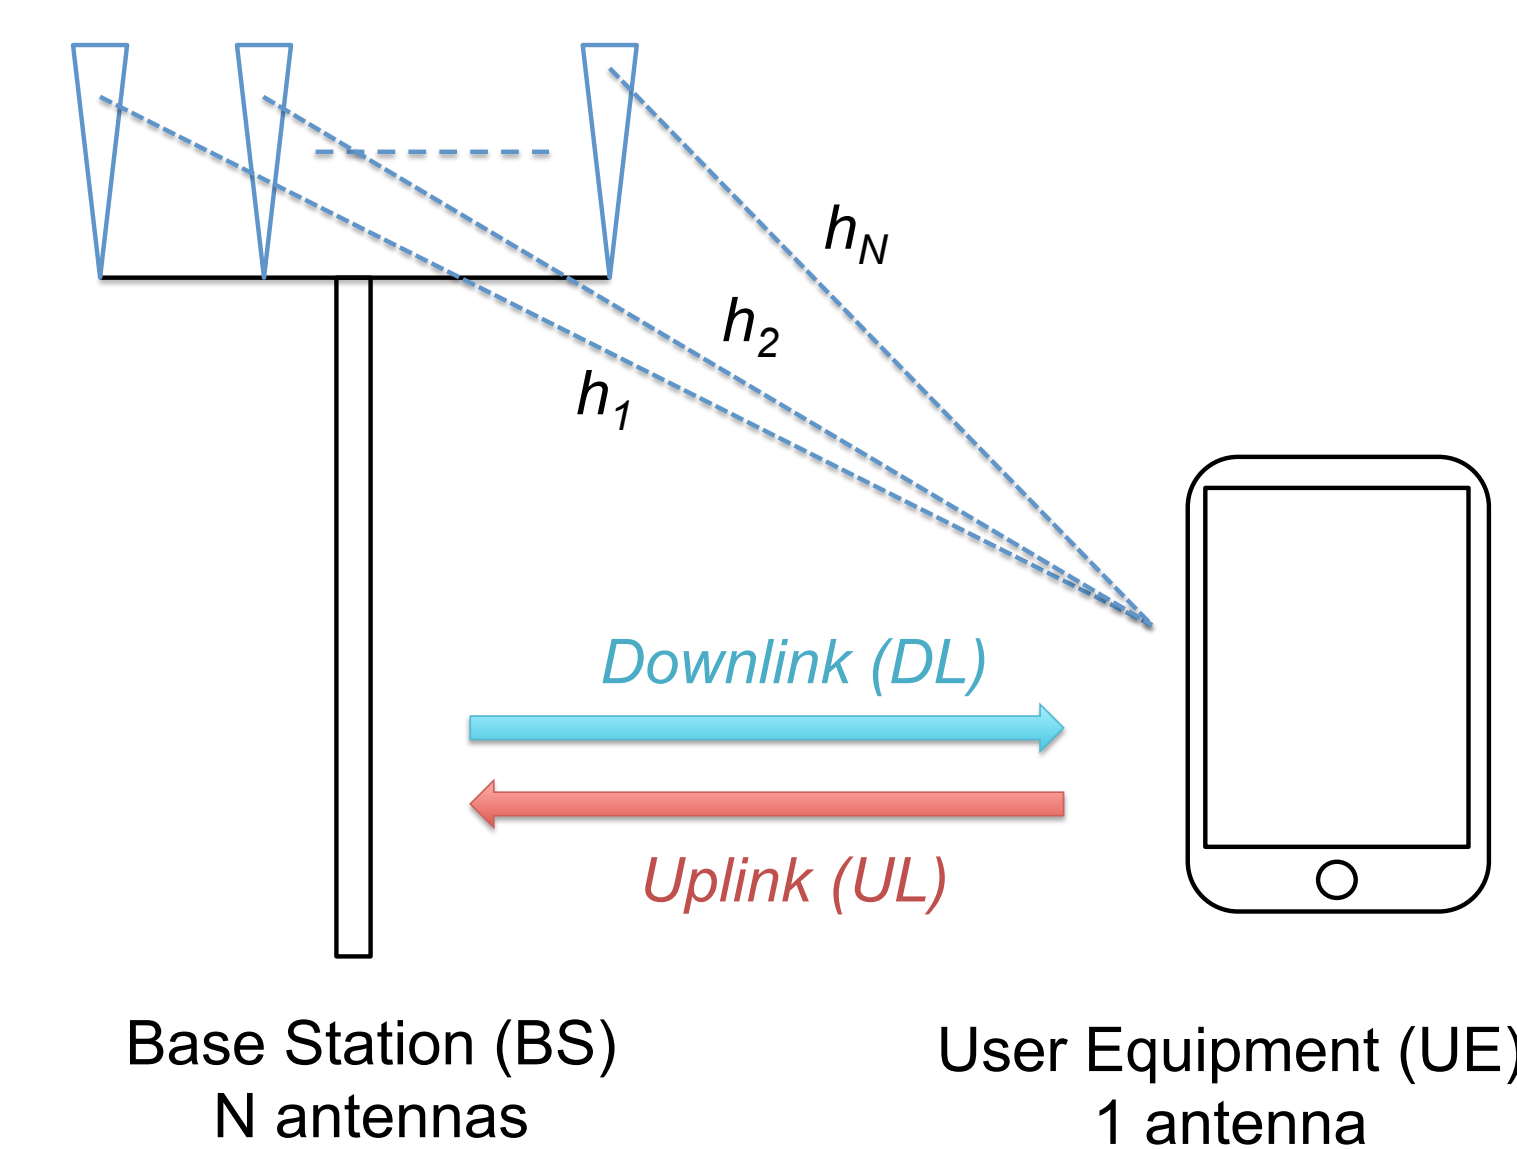 h_N
h_2
h_1
Downlink (DL)
Uplink (UL)
Base Station (BS)
N antennas
User Equipment (UE)
1 antenna